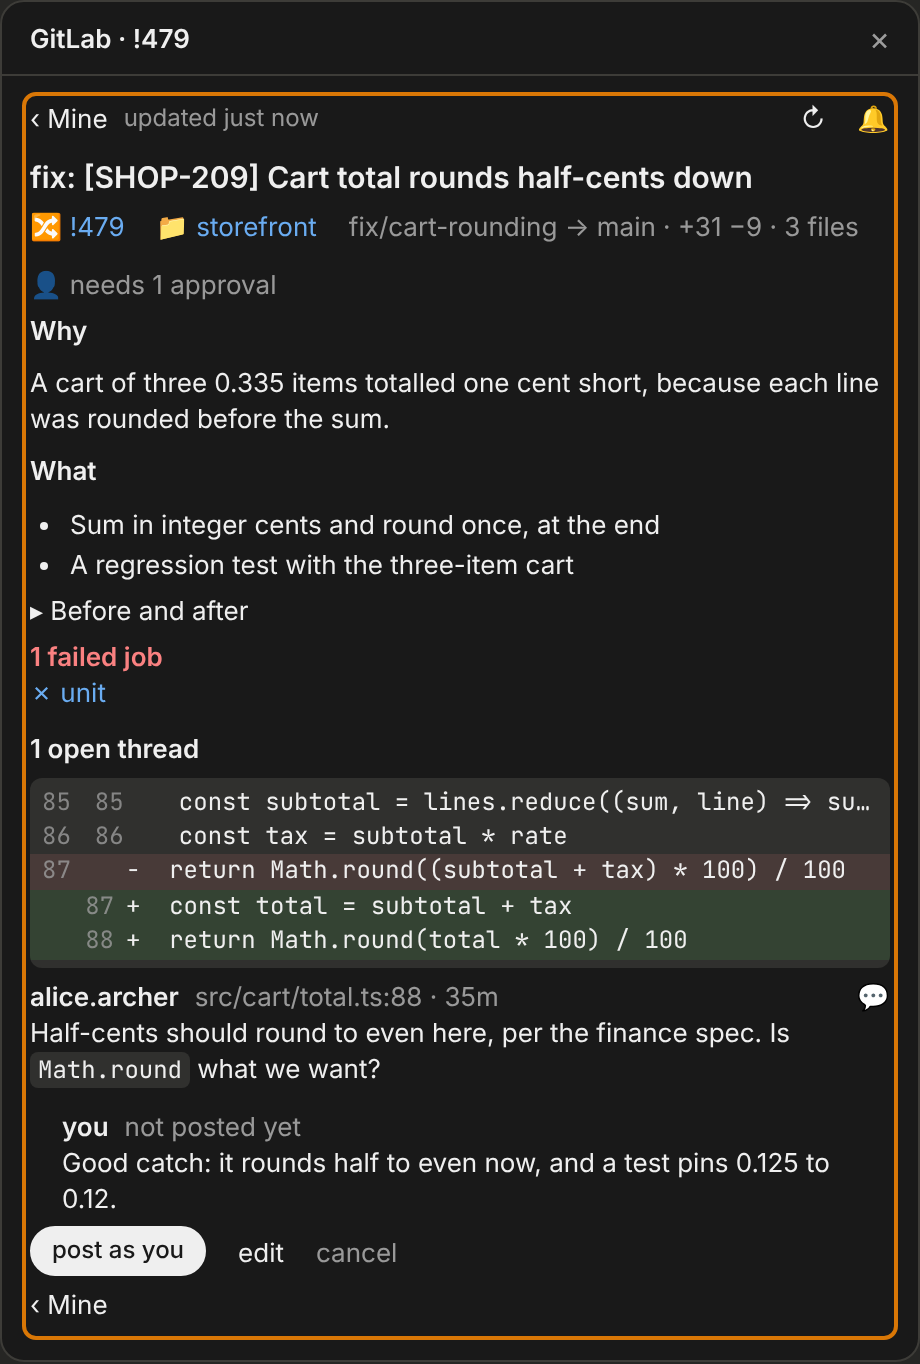 GitLab · !479 ×
‹ Mine updated just now
fix: [SHOP-209] Cart total rounds half-cents down
!479 storefront fix/cart-rounding → main · +31 −9 · 3 files
needs 1 approval
Why
A cart of three 0.335 items totalled one cent short, because each line
was rounded before the sum.
What
• Sum in integer cents and round once, at the end
• A regression test with the three-item cart
▸ Before and after
1 failed job
× unit
1 open thread
85 85 const subtotal = lines.reduce((sum, line) => su…
86 86 const tax = subtotal * rate
87 - return Math.round((subtotal + tax) * 100) / 100
87 + const total = subtotal + tax
88 + return Math.round(total * 100) / 100
alice.archer src/cart/total.ts:88 · 35m
Half-cents should round to even here, per the finance spec. Is
Math.round what we want?
you not posted yet
Good catch: it rounds half to even now, and a test pins 0.125 to
0.12.
post as you edit cancel
‹ Mine